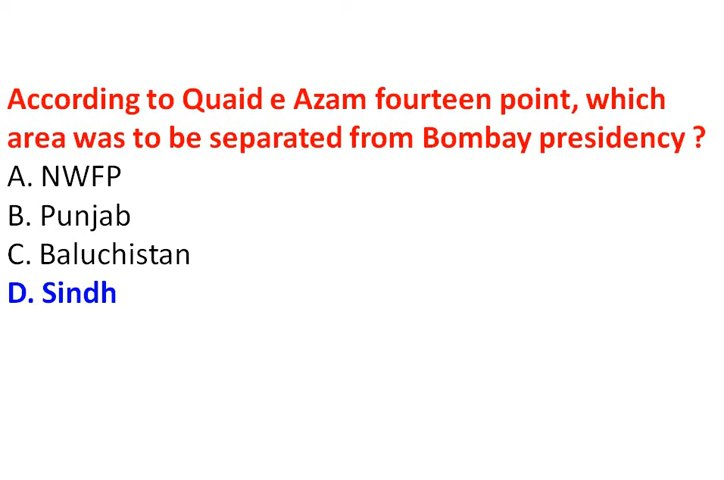 According to Quaid e Azam fourteen point, which
area was to be separated from Bombay presidency ?
A. NWFP
B. Punjab
C. Baluchistan
D. Sindh